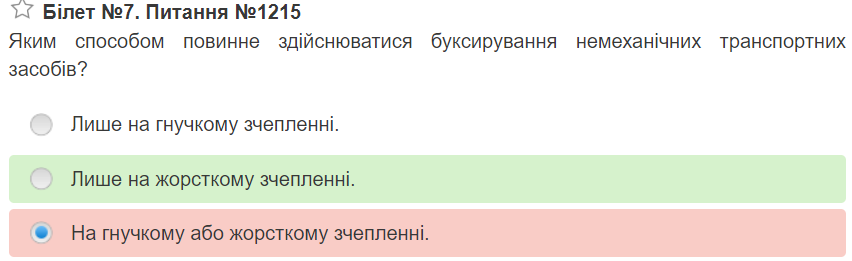 Білет №7. Питання №1215
Яким способом повинне здійснюватися буксирування немеханічних транспортних
засобів?
Лише на гнучкому зчепленні.
Лише на жорсткому зчепленні.
На гнучкому або жорсткому зчепленні.